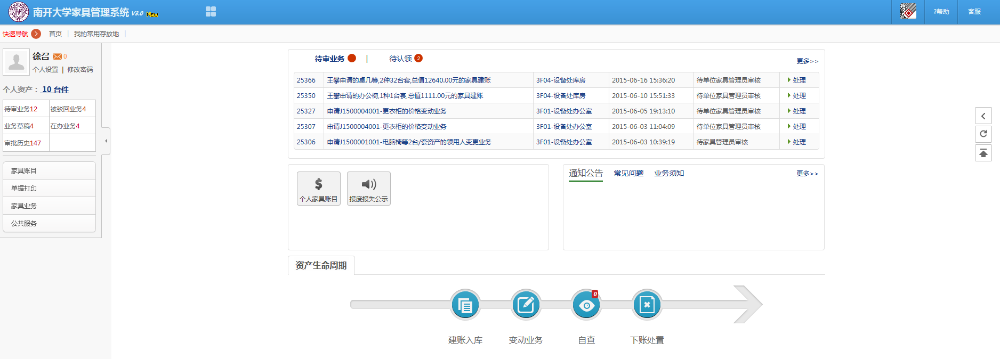 南开大学家具管理系统 V3.0 NEW
?帮助 客服
快速导航 首页 | 我的常用存放地 |
徐召 0
个人设置 | 修改密码
个人资产： 10 台件
待审业务12 被驳回业务4
业务草稿4 在办业务4
审批历史147
家具账目
单据打印
家具业务
公共服务
待审业务 | 待认领 2 更多>>
25366 王攀申请的桌几等,2种32台套,总值12640.00元的家具建账 3F04-设备处库房 2015-06-16 15:36:20 待单位家具管理员审核 处理
25350 王攀申请的办公椅,1种1台套,总值1111.00元的家具建账 3F04-设备处库房 2015-06-10 15:51:33 待单位家具管理员审核 处理
25327 申请J1500004001-更衣柜的价格变动业务 3F01-设备处办公室 2015-06-05 19:13:10 待单位家具管理员审核 处理
25307 申请J1500004001-更衣柜的价格变动业务 3F01-设备处办公室 2015-06-03 11:04:09 待单位家具管理员审核 处理
25306 申请J1500001001-电脑椅等2台/套资产的领用人变更业务 3F01-设备处办公室 2015-06-03 10:39:19 待家具管理员审核 处理
个人家具账目 报废报失公示
通知公告 常见问题 业务须知 更多>>
资产生命周期
0
建账入库 变动业务 自查 下账处置